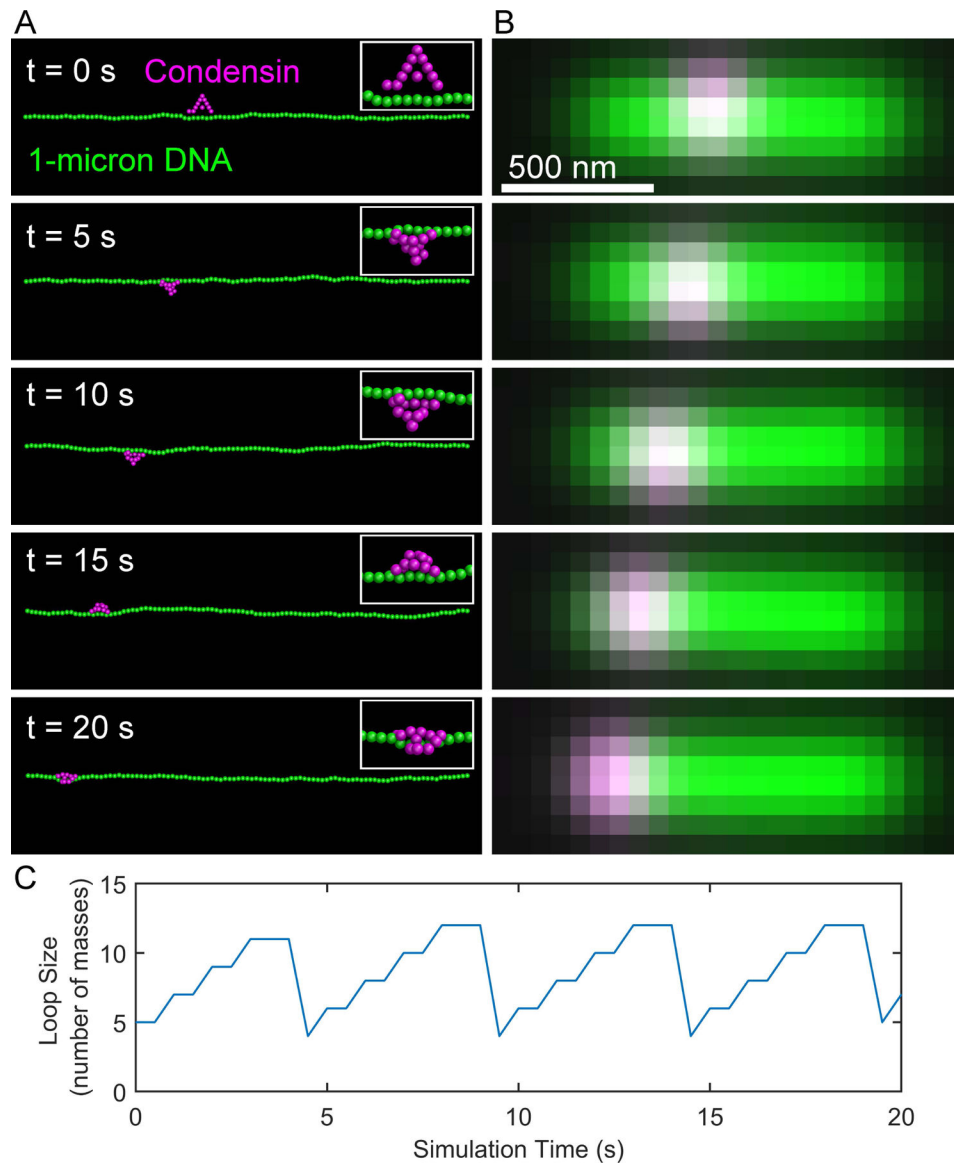 A
B
t = 0 s
Condensin
1-micron DNA
500 nm
t = 5 s
t = 10 s
t = 15 s
t = 20 s
C
Loop Size
(number of masses)
15
10
5
0
0
5
10
15
20
Simulation Time (s)